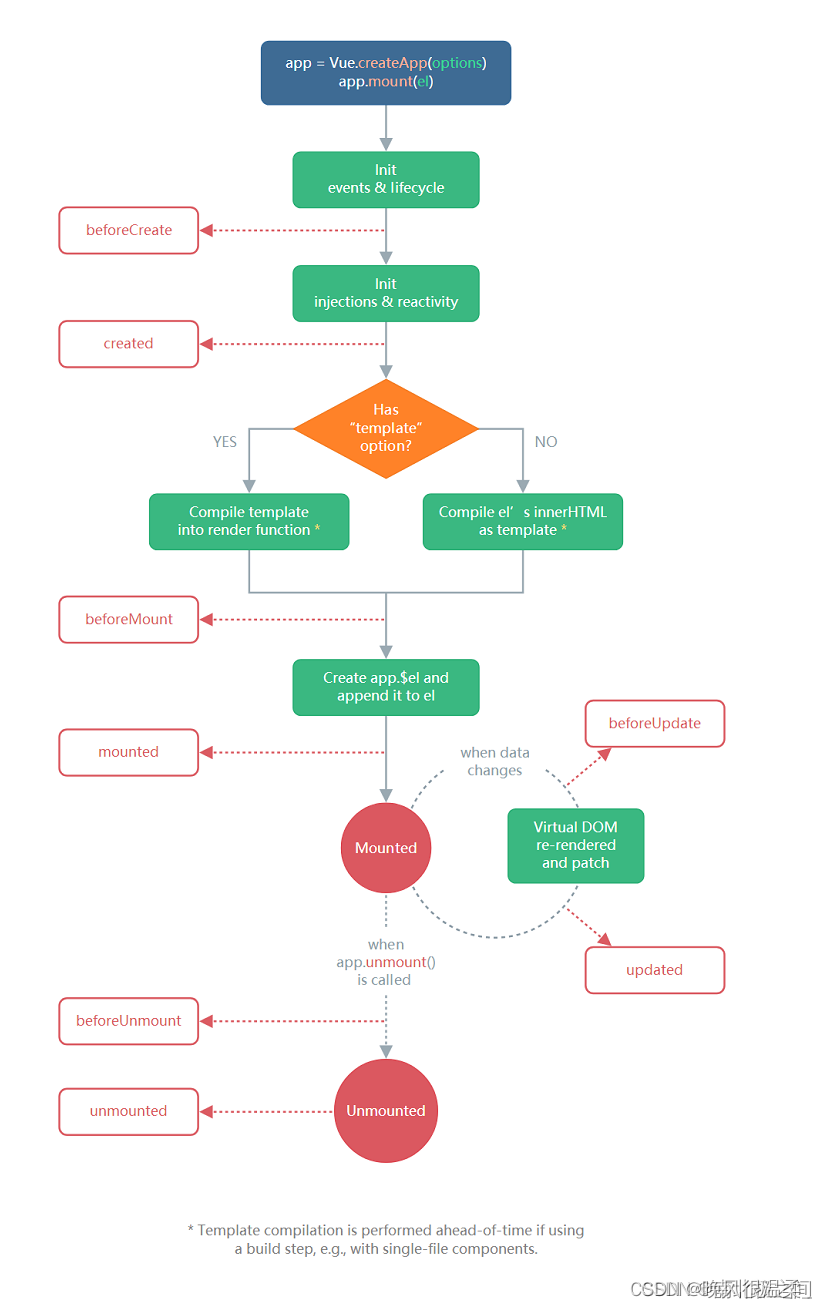 app = Vue.createApp(options)
app.mount(el)
Init
events & lifecycle
beforeCreate
Init
injections & reactivity
created
Has
“template”
option?
YES
NO
Compile template
into render function *
Compile el’s innerHTML
as template *
beforeMount
Create app.$el and
append it to el
beforeUpdate
mounted
when data
changes
Virtual DOM
re-rendered
and patch
Mounted
when
app.unmount()
is called
updated
beforeUnmount
Unmounted
unmounted
* Template compilation is performed ahead-of-time if using
a build step, e.g., with single-file components.
CSDN